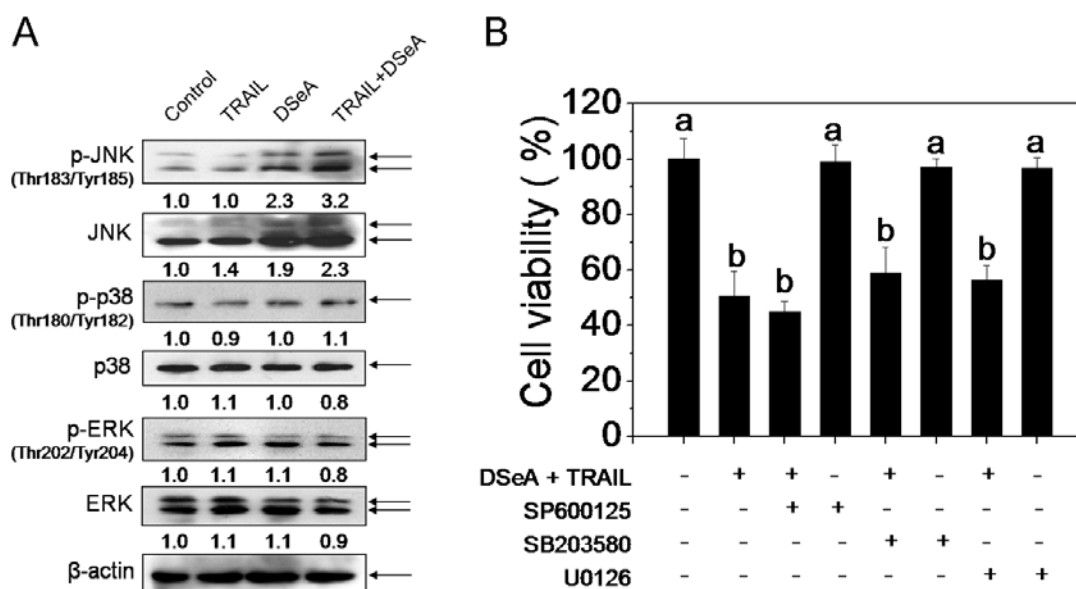 A
Control TRAIL DSeA TRAIL+DSeA
p-JNK
(Thr183/Tyr185)
1.0 1.0 2.3 3.2
JNK
1.0 1.4 1.9 2.3
p-p38
(Thr180/Tyr182)
1.0 0.9 1.0 1.1
p38
1.0 1.1 1.0 0.8
p-ERK
(Thr202/Tyr204)
1.0 1.1 1.1 0.8
ERK
1.0 1.1 1.1 0.9
β-actin
B
Cell viability ( %)
120
100
80
60
40
20
0
a b b a b a b a
DSeA + TRAIL - + + - + - + -
SP600125 - - + + - - - -
SB203580 - - - - + + - -
U0126 - - - - - - + +